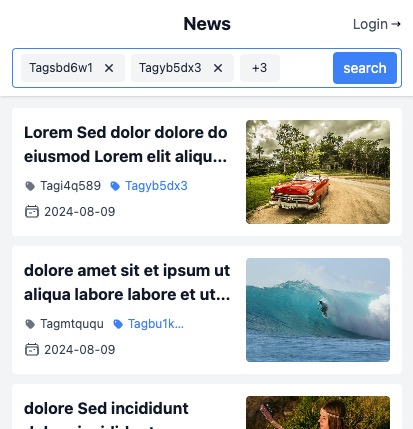 News
Login →
Tagsbd6w1 ✕ Tagyb5dx3 ✕ +3 search
Lorem Sed dolor dolore do
eiusmod Lorem elit aliqu...
Tagi4q589 Tagyb5dx3
2024-08-09
dolore amet sit et ipsum ut
aliqua labore labore et ut...
Tagmtququ Tagbu1k...
2024-08-09
dolore Sed incididunt